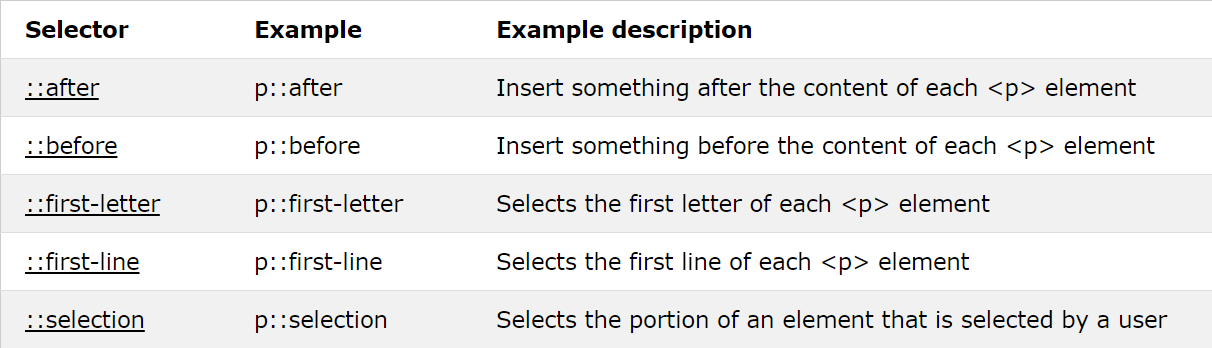 Selector Example Example description
::after p::after Insert something after the content of each <p> element
::before p::before Insert something before the content of each <p> element
::first-letter p::first-letter Selects the first letter of each <p> element
::first-line p::first-line Selects the first line of each <p> element
::selection p::selection Selects the portion of an element that is selected by a user